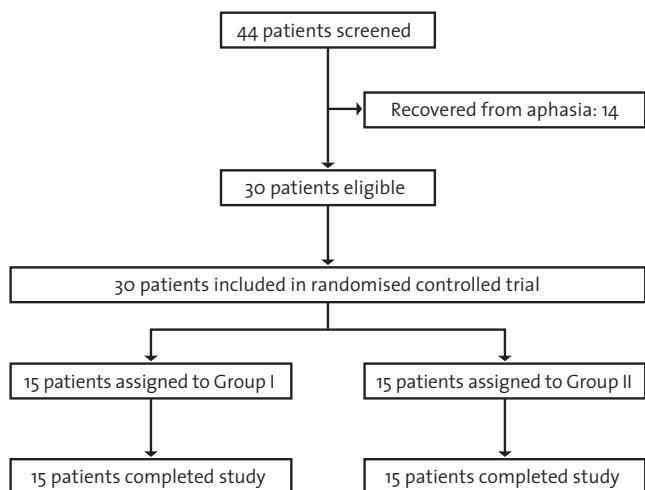 44 patients screened
Recovered from aphasia: 14
30 patients eligible
30 patients included in randomised controlled trial
15 patients assigned to Group I
15 patients assigned to Group II
15 patients completed study
15 patients completed study